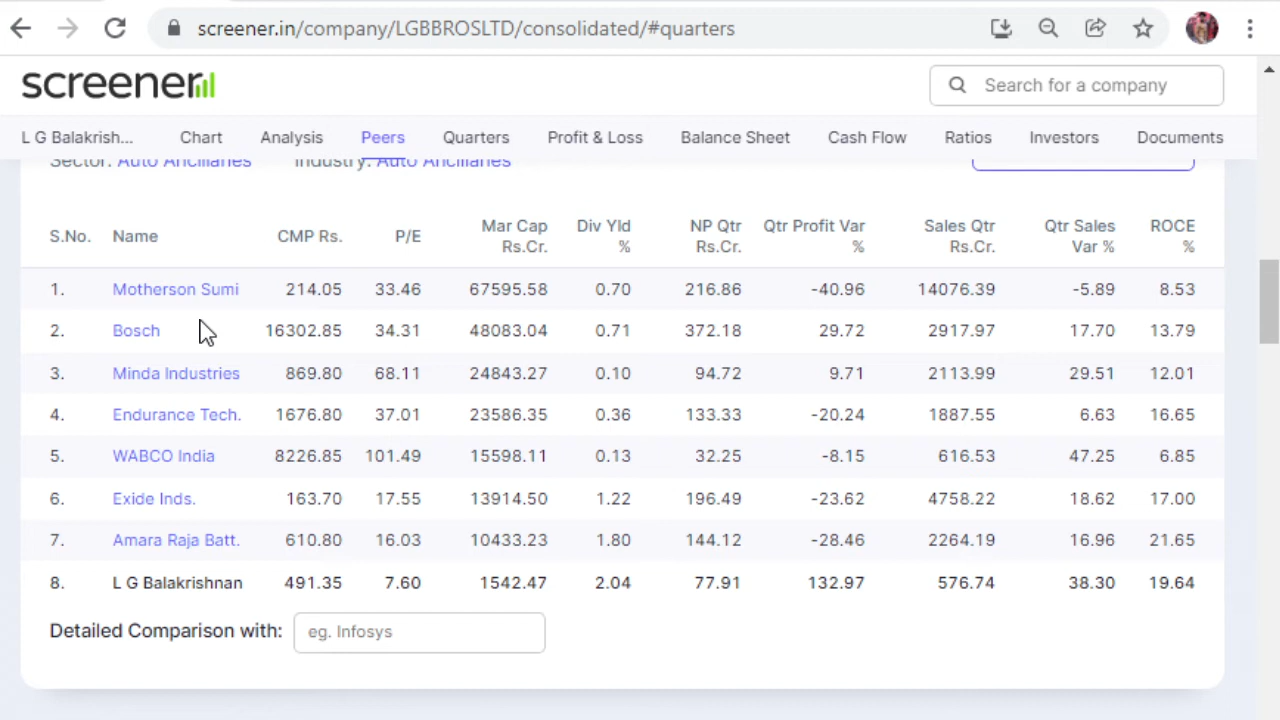 screener.in/company/LGBBROSLTD/consolidated/#quarters
screener
Search for a company
L G Balakrish... Chart Analysis Peers Quarters Profit & Loss Balance Sheet Cash Flow Ratios Investors Documents
Sector: Auto Ancillaries Industry: Auto Ancillaries
S.No. Name CMP Rs. P/E Mar Cap Rs.Cr. Div Yld % NP Qtr Rs.Cr. Qtr Profit Var % Sales Qtr Rs.Cr. Qtr Sales Var % ROCE %
1. Motherson Sumi 214.05 33.46 67595.58 0.70 216.86 -40.96 14076.39 -5.89 8.53
2. Bosch 16302.85 34.31 48083.04 0.71 372.18 29.72 2917.97 17.70 13.79
3. Minda Industries 869.80 68.11 24843.27 0.10 94.72 9.71 2113.99 29.51 12.01
4. Endurance Tech. 1676.80 37.01 23586.35 0.36 133.33 -20.24 1887.55 6.63 16.65
5. WABCO India 8226.85 101.49 15598.11 0.13 32.25 -8.15 616.53 47.25 6.85
6. Exide Inds. 163.70 17.55 13914.50 1.22 196.49 -23.62 4758.22 18.62 17.00
7. Amara Raja Batt. 610.80 16.03 10433.23 1.80 144.12 -28.46 2264.19 16.96 21.65
8. L G Balakrishnan 491.35 7.60 1542.47 2.04 77.91 132.97 576.74 38.30 19.64
Detailed Comparison with: eg. Infosys